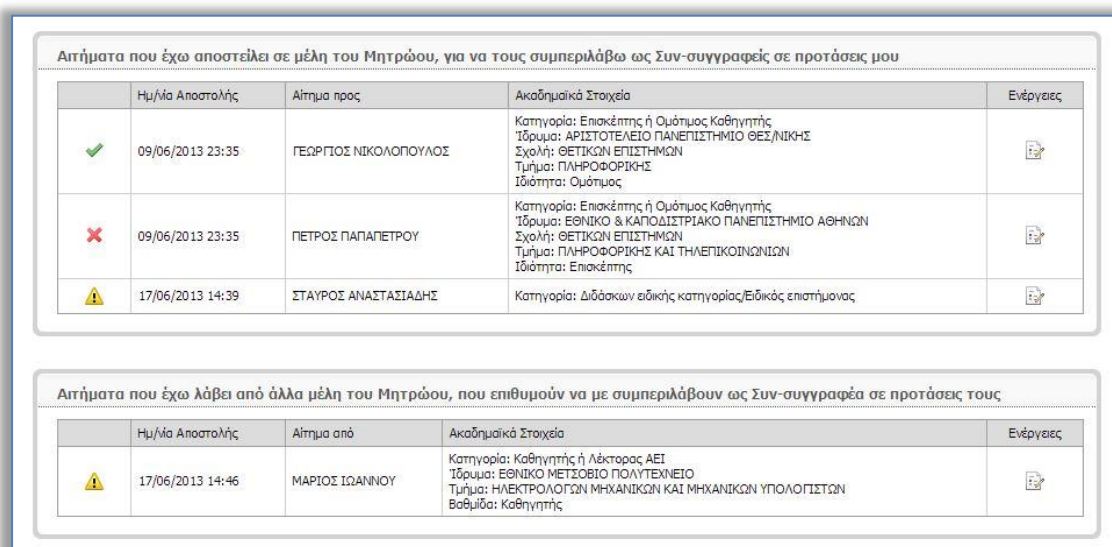 Αιτήματα που έχω αποστείλει σε μέλη του Μητρώου, για να τους συμπεριλάβω ως Συν-συγγραφείς σε προτάσεις μου
Ημ/νία Αποστολής Αίτημα προς Ακαδημαϊκά Στοιχεία Ενέργειες
09/06/2013 23:35 ΓΕΩΡΓΙΟΣ ΝΙΚΟΛΟΠΟΥΛΟΣ
Κατηγορία: Επισκέπτης ή Ομότιμος Καθηγητής
Ίδρυμα: ΑΡΙΣΤΟΤΕΛΕΙΟ ΠΑΝΕΠΙΣΤΗΜΙΟ ΘΕΣ/ΝΙΚΗΣ
Σχολή: ΘΕΤΙΚΩΝ ΕΠΙΣΤΗΜΩΝ
Τμήμα: ΠΛΗΡΟΦΟΡΙΚΗΣ
Ιδιότητα: Ομότιμος
09/06/2013 23:35 ΠΕΤΡΟΣ ΠΑΠΑΠΕΤΡΟΥ
Κατηγορία: Επισκέπτης ή Ομότιμος Καθηγητής
Ίδρυμα: ΕΘΝΙΚΟ & ΚΑΠΟΔΙΣΤΡΙΑΚΟ ΠΑΝΕΠΙΣΤΗΜΙΟ ΑΘΗΝΩΝ
Σχολή: ΘΕΤΙΚΩΝ ΕΠΙΣΤΗΜΩΝ
Τμήμα: ΠΛΗΡΟΦΟΡΙΚΗΣ ΚΑΙ ΤΗΛΕΠΙΚΟΙΝΩΝΙΩΝ
Ιδιότητα: Επισκέπτης
17/06/2013 14:39 ΣΤΑΥΡΟΣ ΑΝΑΣΤΑΣΙΑΔΗΣ Κατηγορία: Διδάσκων ειδικής κατηγορίας/Ειδικός επιστήμονας
Αιτήματα που έχω λάβει από άλλα μέλη του Μητρώου, που επιθυμούν να με συμπεριλάβουν ως Συν-συγγραφέα σε προτάσεις τους
Ημ/νία Αποστολής Αίτημα από Ακαδημαϊκά Στοιχεία Ενέργειες
17/06/2013 14:46 ΜΑΡΙΟΣ ΙΩΑΝΝΟΥ
Κατηγορία: Καθηγητής ή Λέκτορας ΑΕΙ
Ίδρυμα: ΕΘΝΙΚΟ ΜΕΤΣΟΒΙΟ ΠΟΛΥΤΕΧΝΕΙΟ
Τμήμα: ΗΛΕΚΤΡΟΛΟΓΩΝ ΜΗΧΑΝΙΚΩΝ ΚΑΙ ΜΗΧΑΝΙΚΩΝ ΥΠΟΛΟΓΙΣΤΩΝ
Βαθμίδα: Καθηγητής